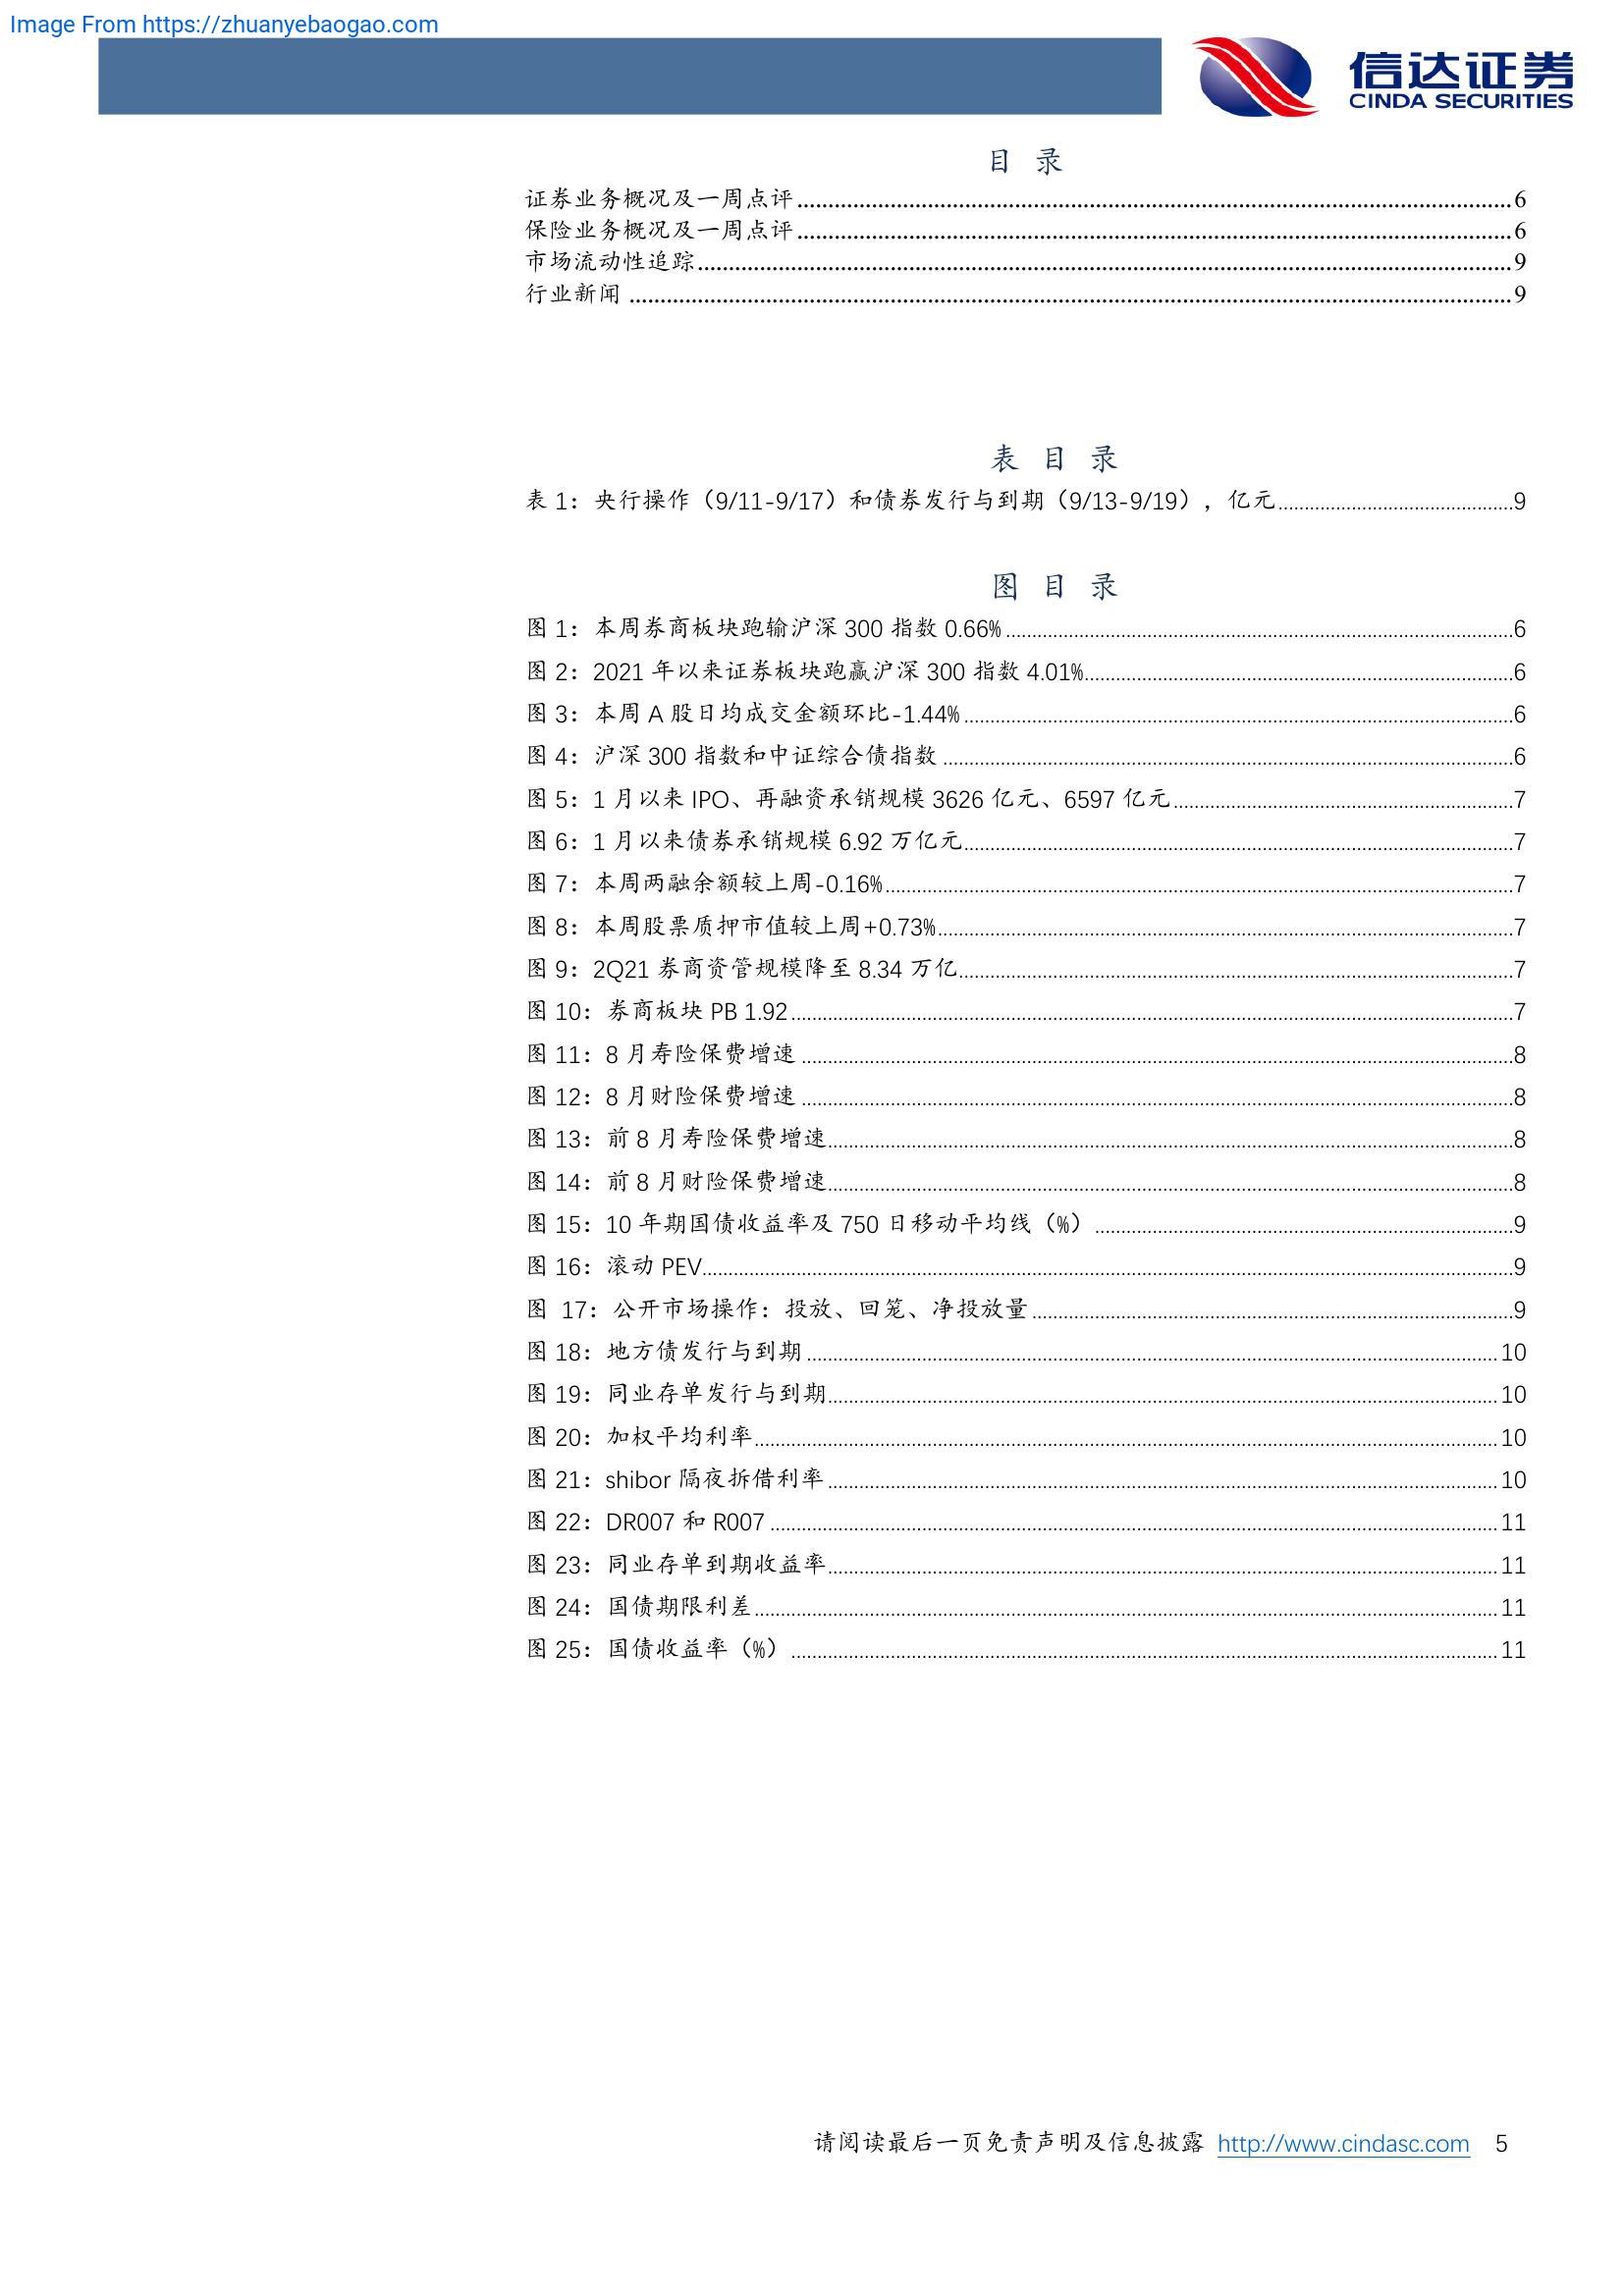 Image From https://zhuanyebaogao.com
信达证券
CINDA SECURITIES
目 录
证券业务概况及一周点评........................6
保险业务概况及一周点评........................6
市场流动性追踪........................9
行业新闻........................9
表 目 录
表 1：央行操作（9/11-9/17）和债券发行与到期（9/13-9/19），亿元........................9
图 目 录
图 1：本周券商板块跑输沪深 300 指数 0.66%........................6
图 2：2021 年以来证券板块跑赢沪深 300 指数 4.01%........................6
图 3：本周 A 股日均成交金额环比-1.44%........................6
图 4：沪深 300 指数和中证综合债指数........................6
图 5：1 月以来 IPO、再融资承销规模 3626 亿元、6597 亿元........................7
图 6：1 月以来债券承销规模 6.92 万亿元........................7
图 7：本周两融余额较上周-0.16%........................7
图 8：本周股票质押市值较上周+0.73%........................7
图 9：2Q21 券商资管规模降至 8.34 万亿........................7
图 10：券商板块 PB 1.92........................7
图 11：8 月寿险保费增速........................8
图 12：8 月财险保费增速........................8
图 13：前 8 月寿险保费增速........................8
图 14：前 8 月财险保费增速........................8
图 15：10 年期国债收益率及 750 日移动平均线（%）........................9
图 16：滚动 PEV........................9
图 17：公开市场操作：投放、回笼、净投放量........................9
图 18：地方债发行与到期........................10
图 19：同业存单发行与到期........................10
图 20：加权平均利率........................10
图 21：shibor 隔夜拆借利率........................10
图 22：DR007 和 R007........................11
图 23：同业存单到期收益率........................11
图 24：国债期限利差........................11
图 25：国债收益率（%）........................11
请阅读最后一页免责声明及信息披露 http://www.cindasc.com 5